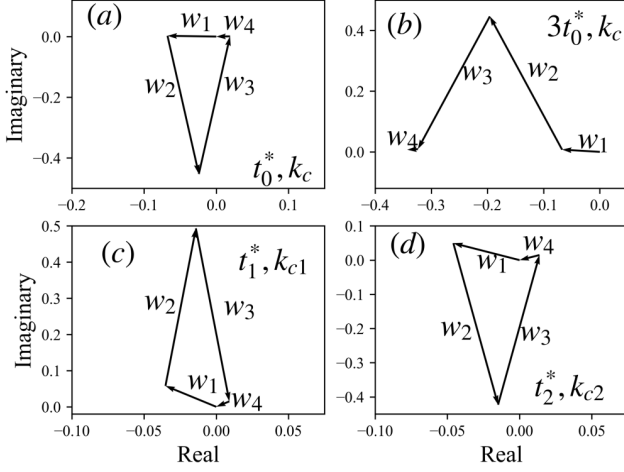 (a)
w₁
w₄
w₂
w₃
t₀*, k_c
Imaginary
0.0
−0.2
−0.4
−0.2
−0.1
0.0
0.1
(b)
3t₀*, k_c
w₃
w₂
w₄
w₁
0.4
0.2
0.0
−0.4
−0.3
−0.2
−0.1
0.0
(c)
t₁*, k_c1
w₂
w₃
w₁
w₄
Imaginary
0.5
0.4
0.3
0.2
0.1
0.0
−0.10
−0.05
0.00
0.05
Real
(d)
w₄
w₁
w₂
w₃
t₂*, k_c2
0.1
0.0
−0.1
−0.2
−0.3
−0.4
−0.10
−0.05
0.00
0.05
Real